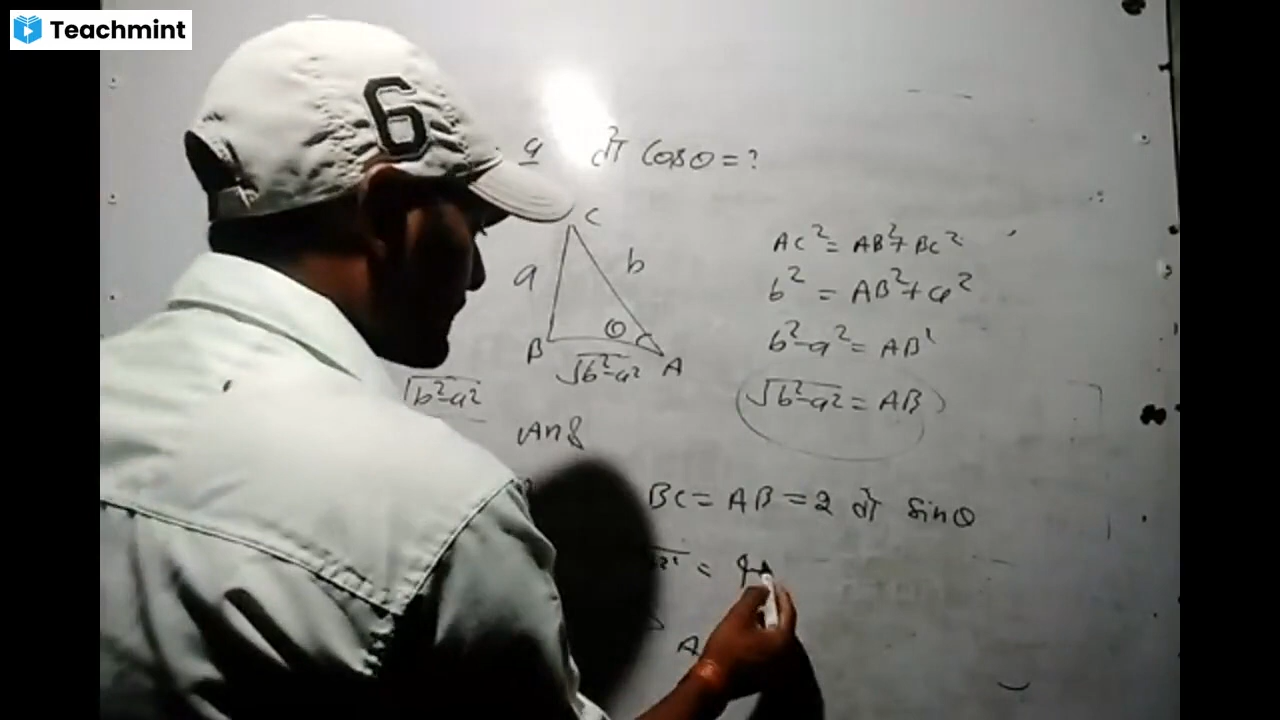 Teachmint
6
a तो cosθ = ?
C
a b
θ
B √b²-a² A
AC² = AB² + BC²
b² = AB² + a²
b² - a² = AB²
√b²-a² = AB
√b²-a²
Ans
BC = AB = 2 तो sinθ
=
A